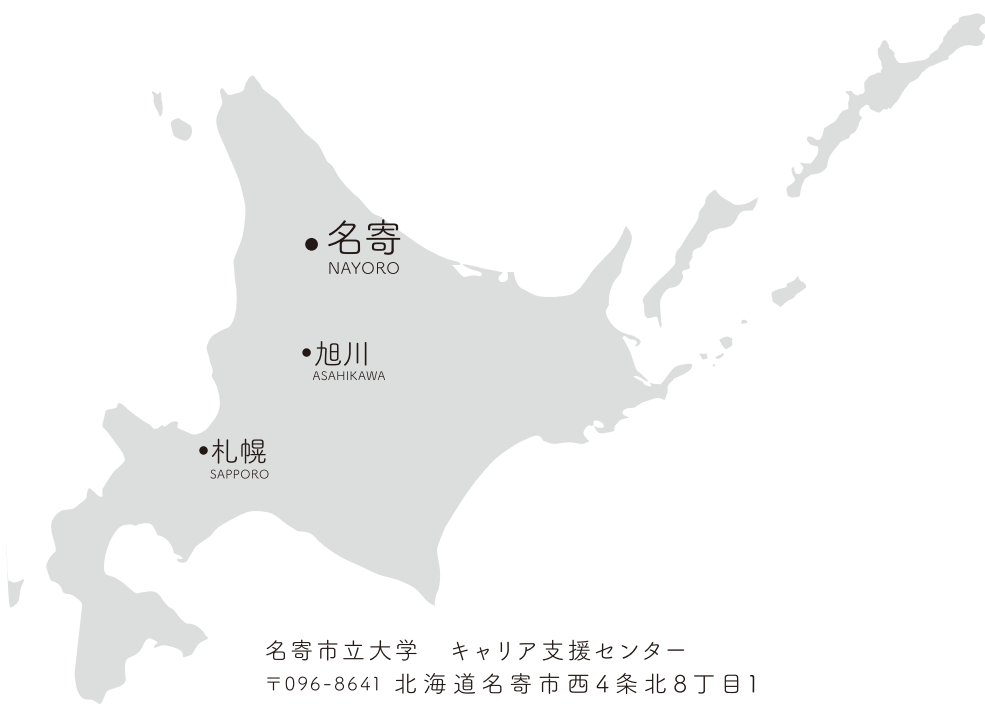 名寄
NAYORO
旭川
ASAHIKAWA
札幌
SAPPORO
名寄市立大学　キャリア支援センター
〒096-8641 北海道名寄市西4条北8丁目1